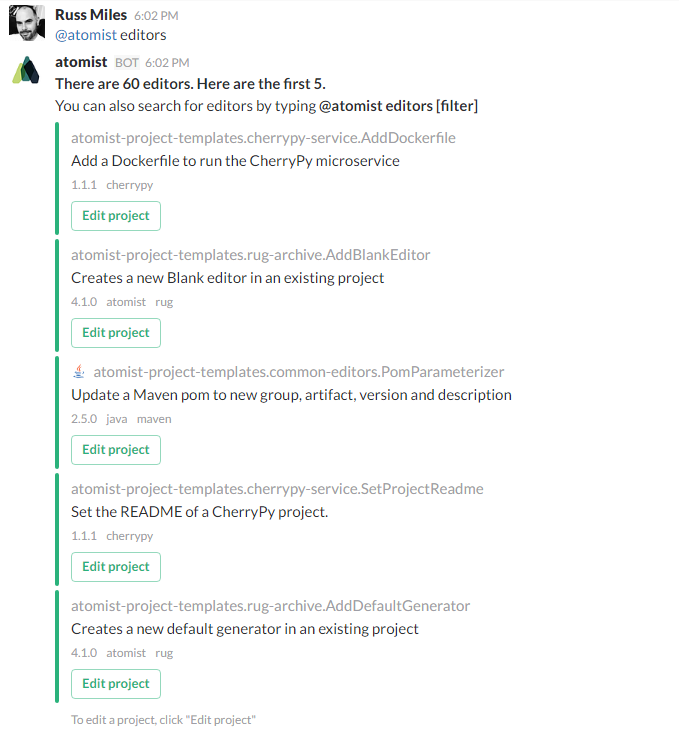 Russ Miles 6:02 PM
@atomist editors
atomist BOT 6:02 PM
There are 60 editors. Here are the first 5.
You can also search for editors by typing @atomist editors [filter]
atomist-project-templates.cherrypy-service.AddDockerfile
Add a Dockerfile to run the CherryPy microservice
1.1.1 cherrypy
Edit project
atomist-project-templates.rug-archive.AddBlankEditor
Creates a new Blank editor in an existing project
4.1.0 atomist rug
Edit project
atomist-project-templates.common-editors.PomParameterizer
Update a Maven pom to new group, artifact, version and description
2.5.0 java maven
Edit project
atomist-project-templates.cherrypy-service.SetProjectReadme
Set the README of a CherryPy project.
1.1.1 cherrypy
Edit project
atomist-project-templates.rug-archive.AddDefaultGenerator
Creates a new default generator in an existing project
4.1.0 atomist rug
Edit project
To edit a project, click "Edit project"